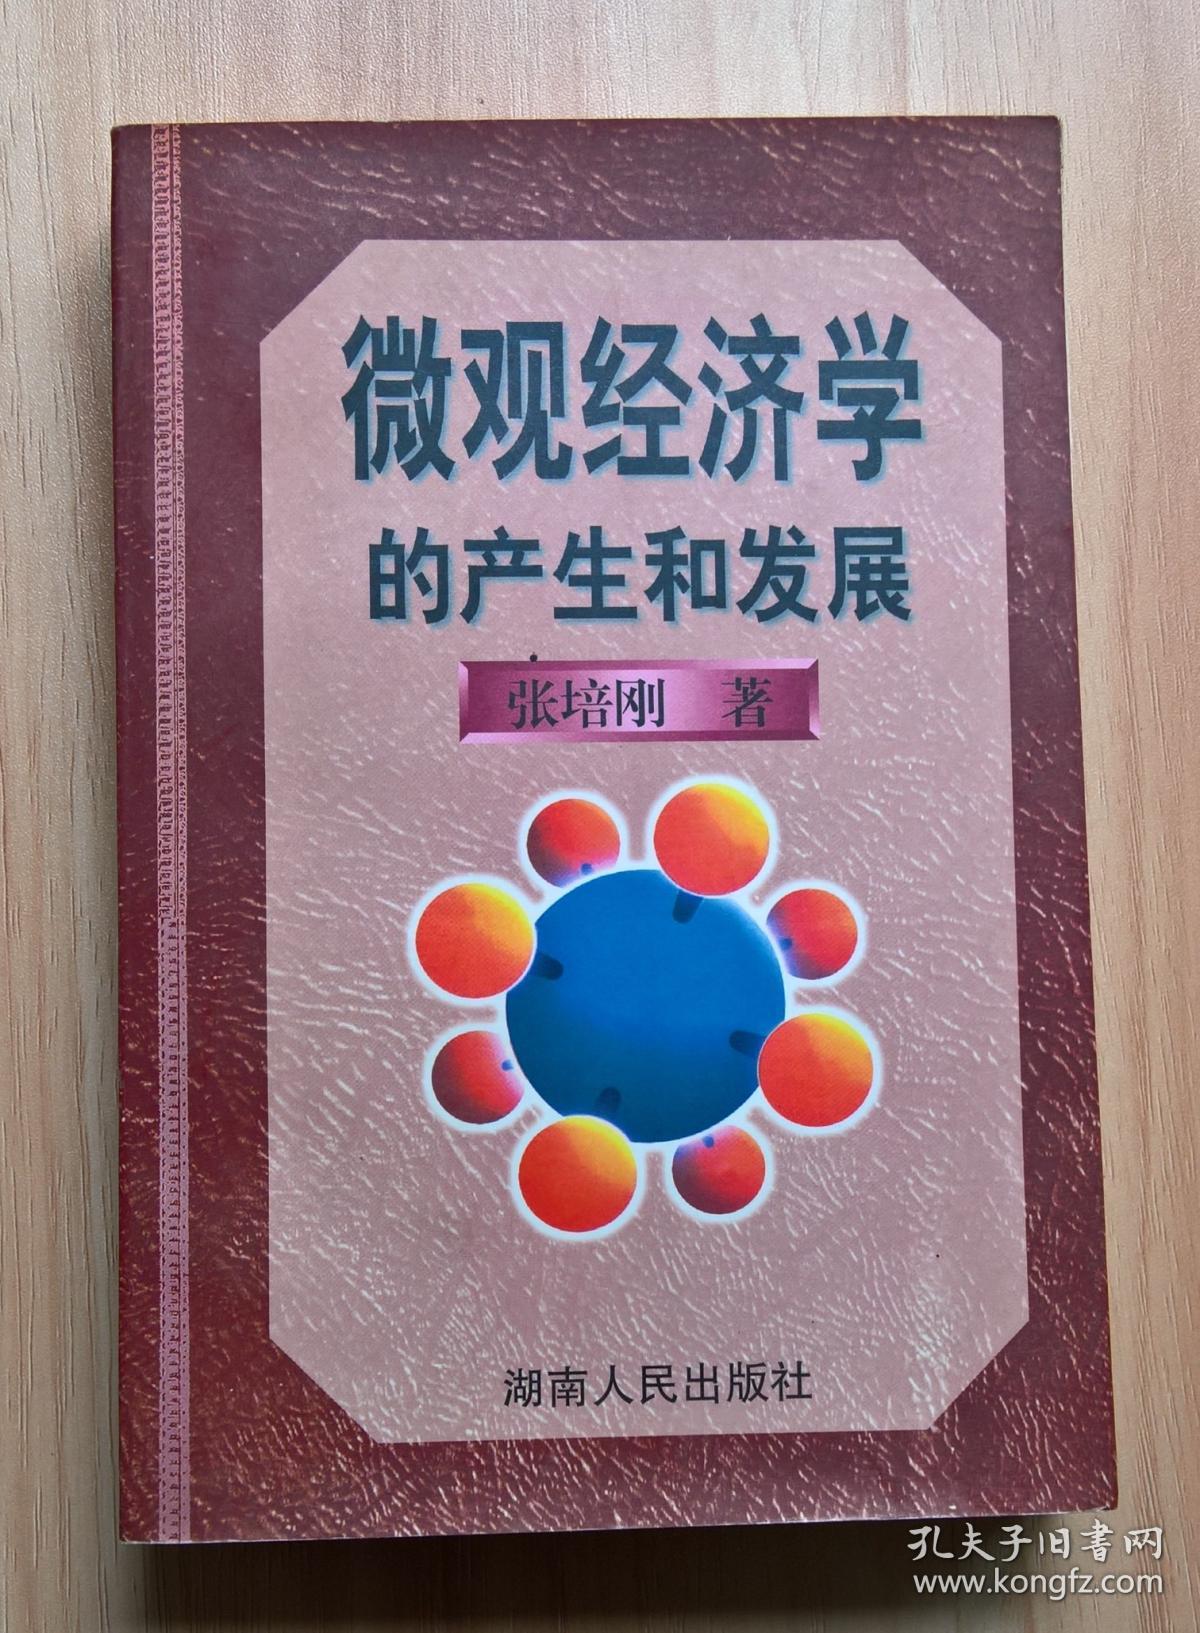 微观经济学
的产生和发展
张培刚 著
湖南人民出版社
孔夫子旧書网
www.kongfz.com